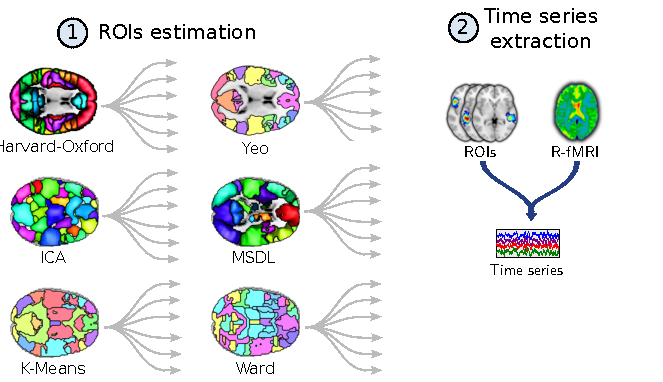 1 ROIs estimation
2 Time series
extraction
Harvard-Oxford
Yeo
ROIs
R-fMRI
ICA
MSDL
Time series
K-Means
Ward